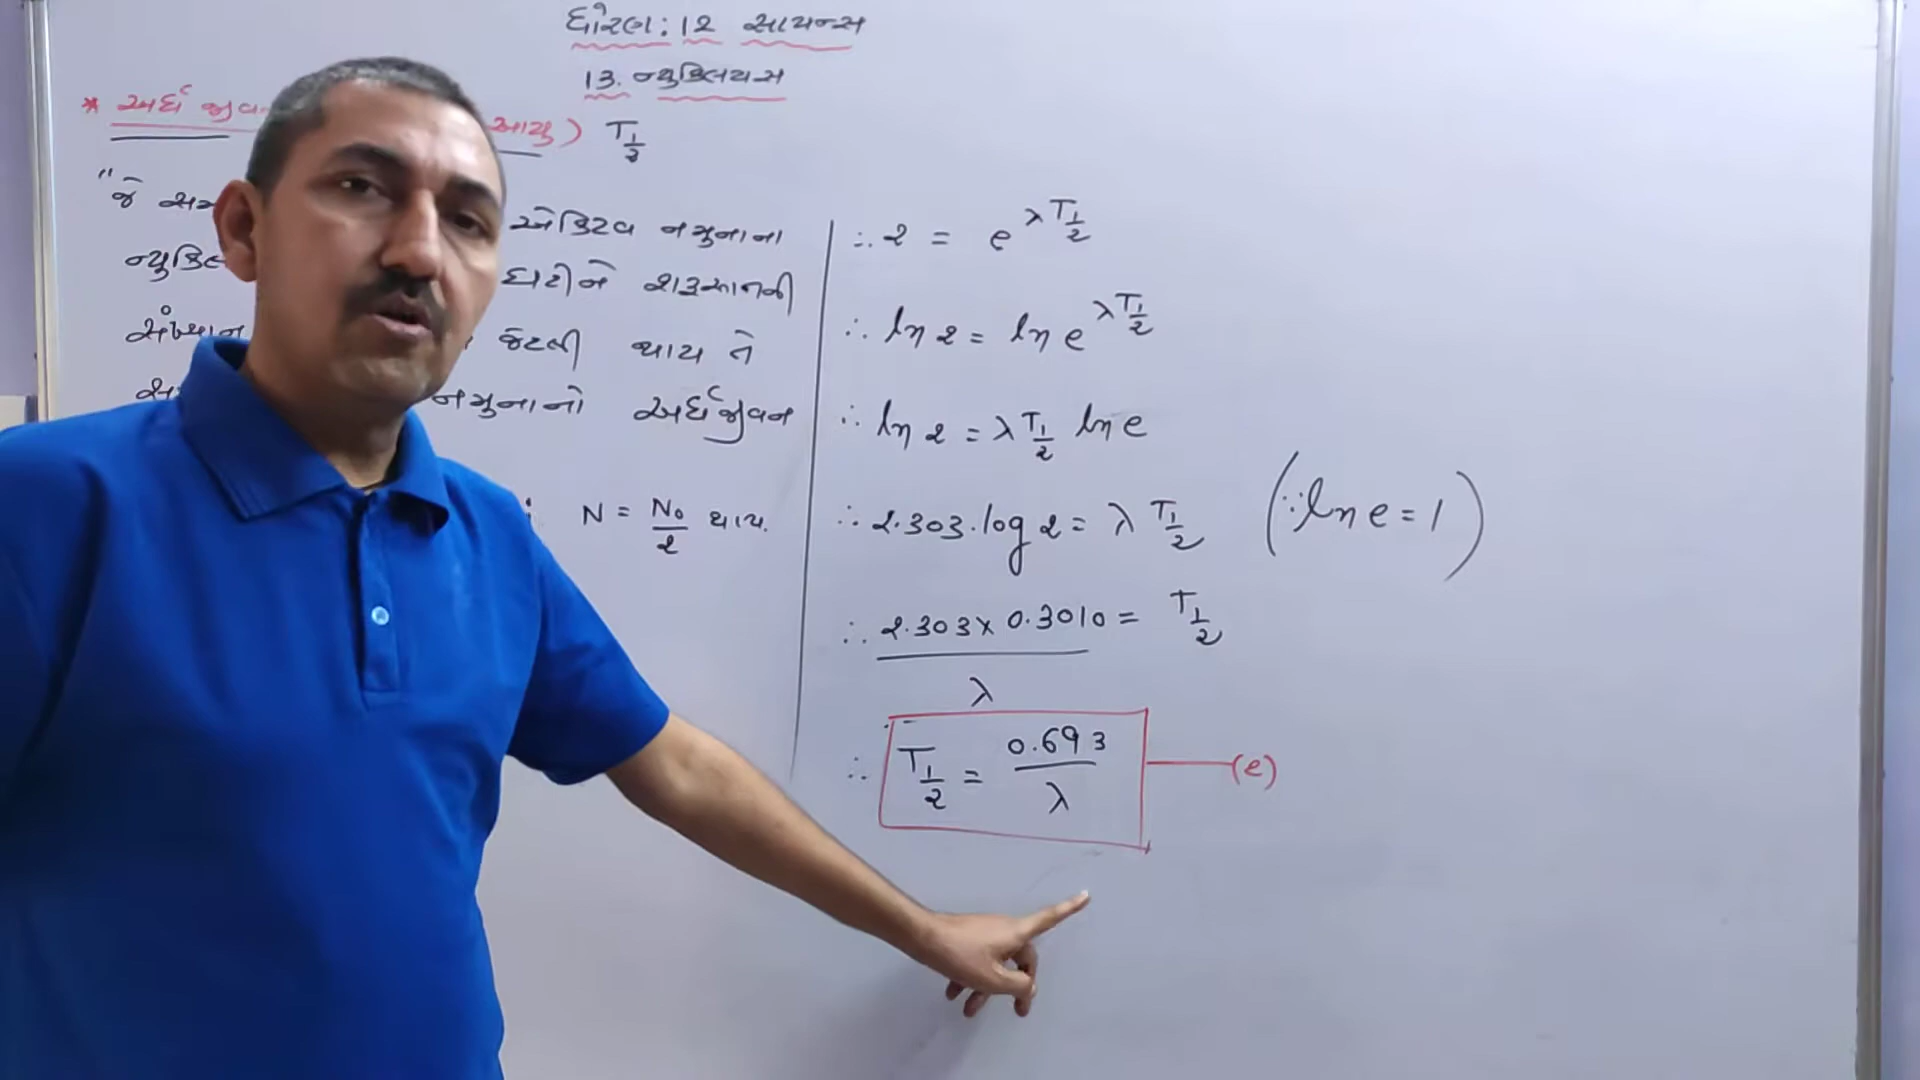 ધોરણ: 12 સાયન્સ
13. ન્યુક્લિયસ
* અર્ધ આયુ) T1/2
"જે એક્ટિવ નમુનાના
ઘટીને શરૂઆતની
જેટલી થાય તે
નમુનાનો અર્ધજીવન
N = N₀/2 થાય.
∴ 2 = e^λT1/2
∴ ln 2 = ln e^λT1/2
∴ ln 2 = λ T1/2 ln e
∴ 2.303 . log 2 = λ T1/2 (∵ ln e = 1)
∴ 2.303 x 0.3010 / λ = T1/2
∴ T1/2 = 0.693 / λ (e)